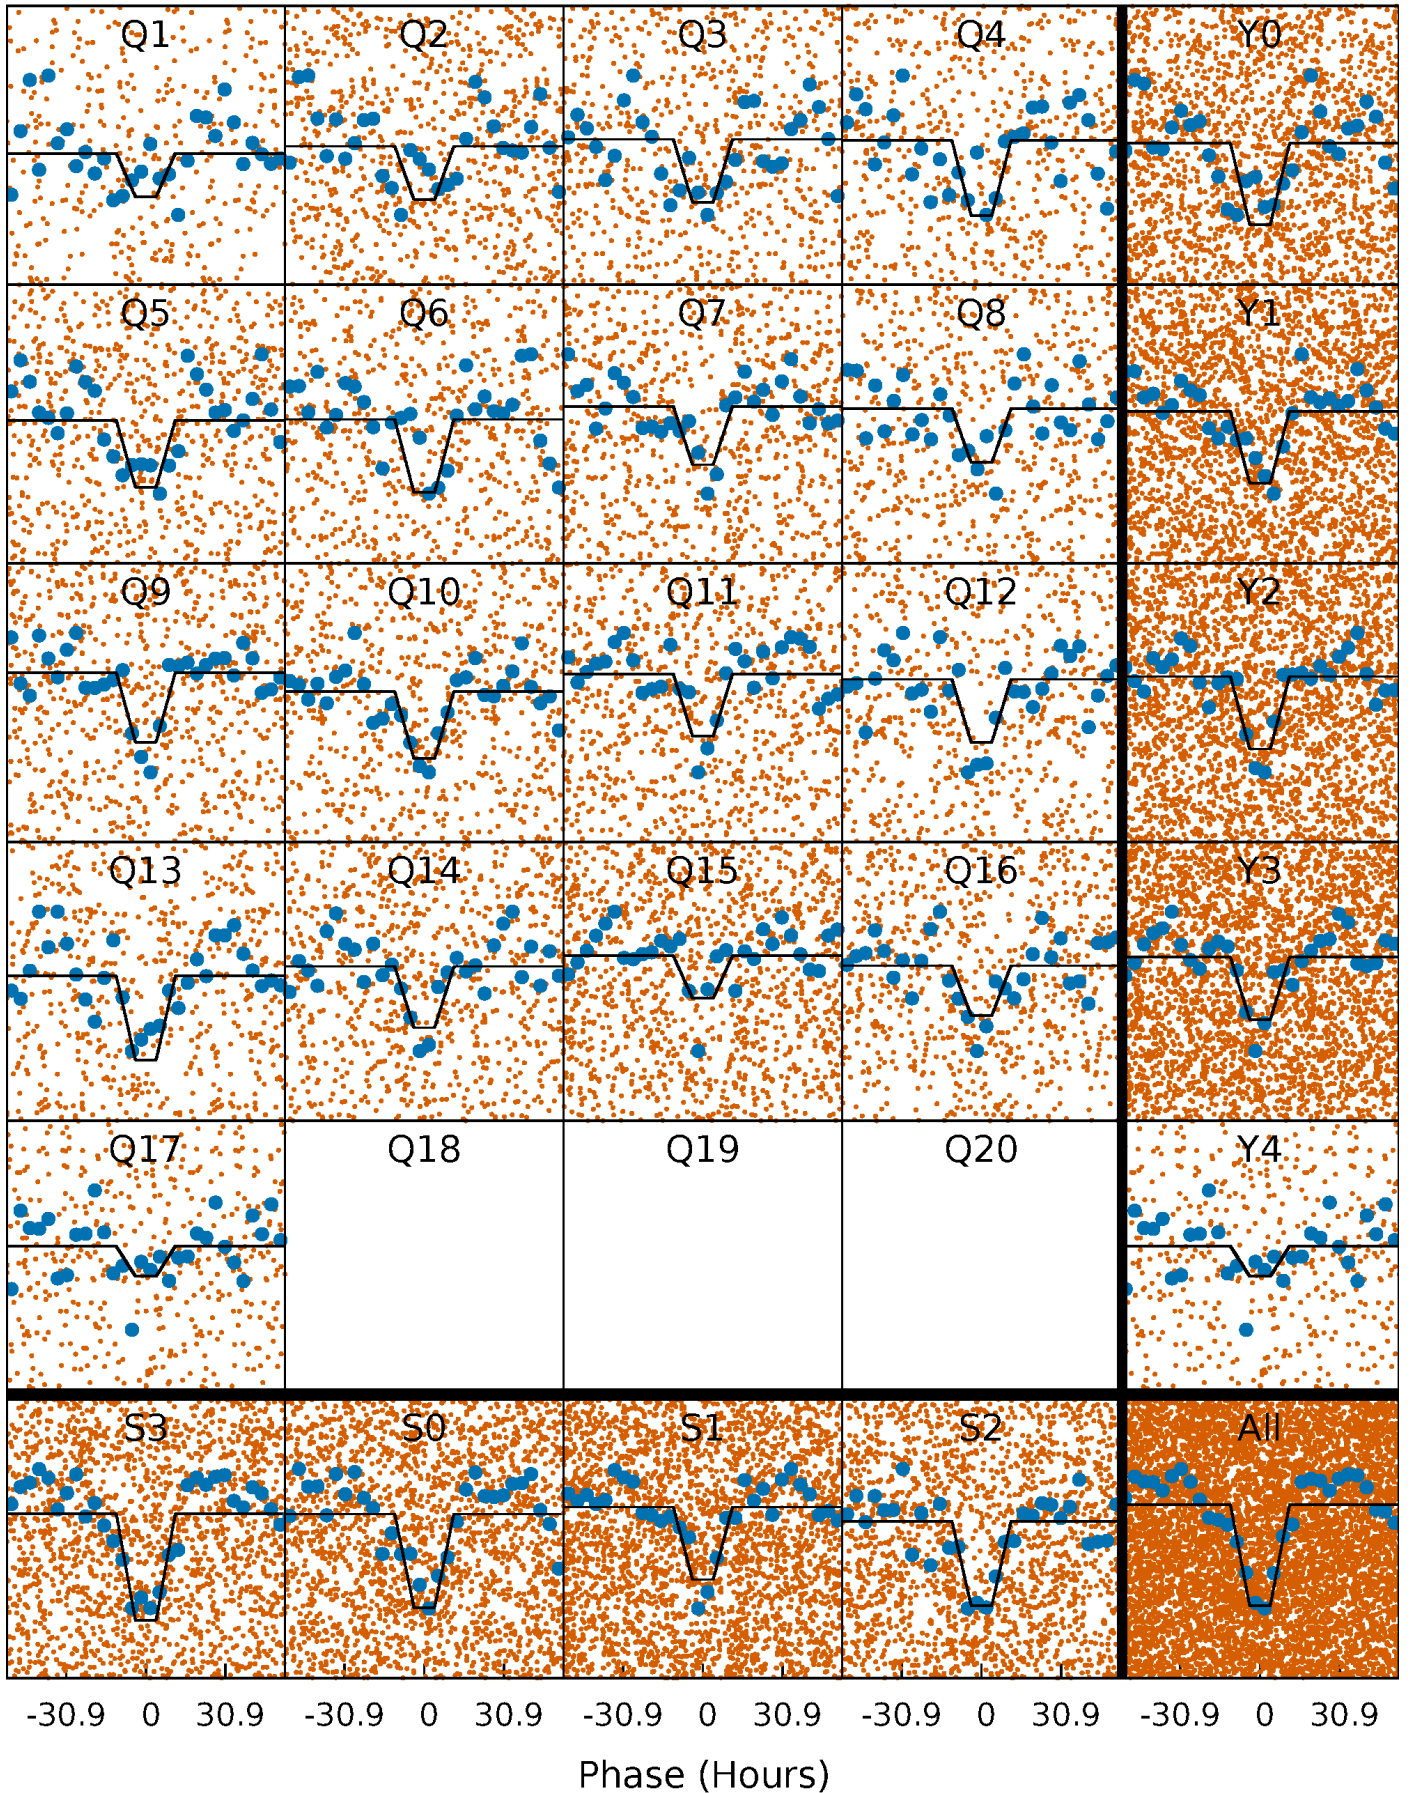 Q1 Q2 Q3 Q4 Y0
Q5 Q6 Q7 Q8 Y1
Q9 Q10 Q11 Q12 Y2
Q13 Q14 Q15 Q16 Y3
Q17 Q18 Q19 Q20 Y4
S3 S0 S1 S2 All
-30.9 0 30.9 -30.9 0 30.9 -30.9 0 30.9 -30.9 0 30.9 -30.9 0 30.9
Phase (Hours)